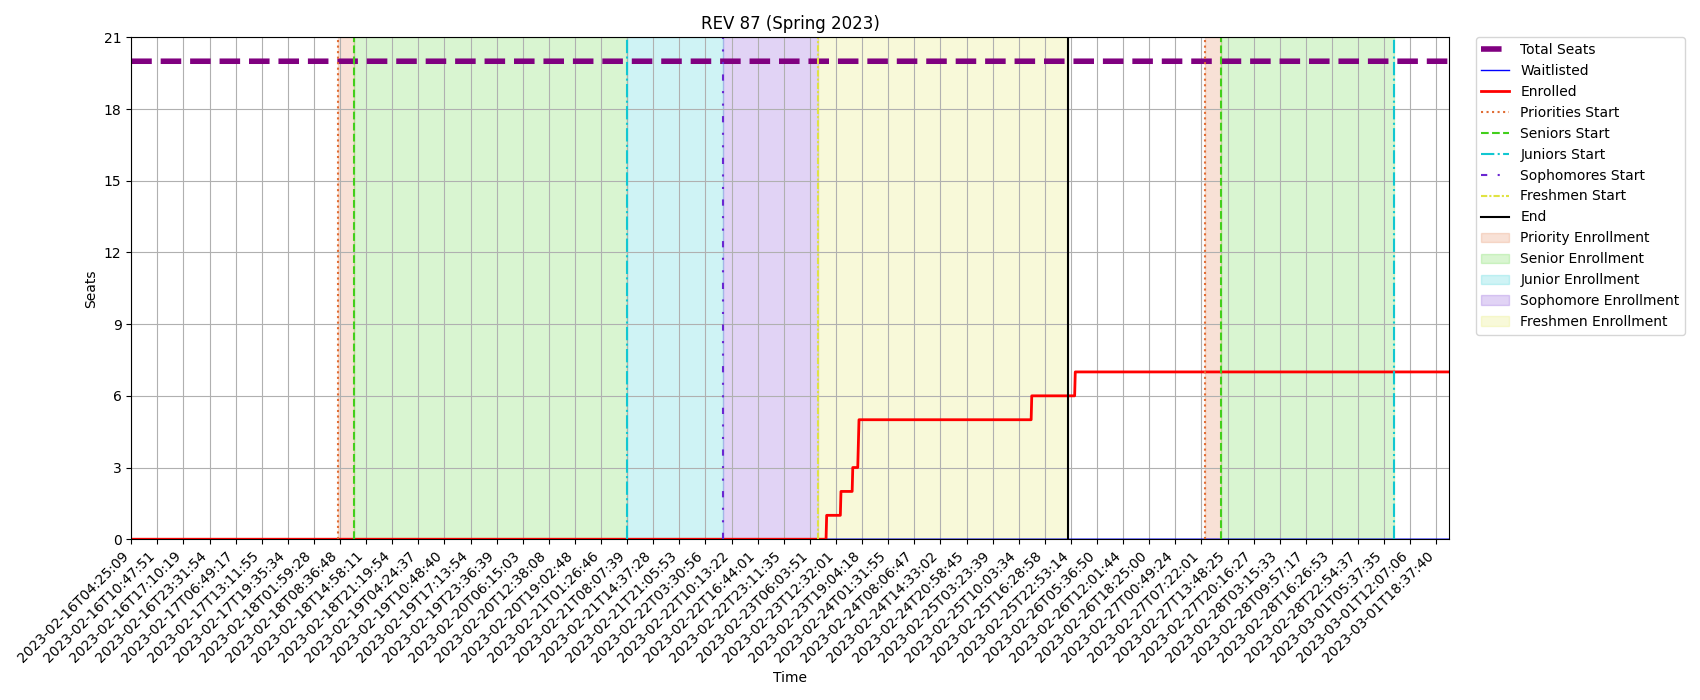 REV 87 (Spring 2023)
21
18
15
12
9
6
3
0
Seats
2023-02-16T04:25:09
2023-02-16T10:47:51
2023-02-16T17:10:19
2023-02-16T23:31:54
2023-02-17T06:49:17
2023-02-17T13:11:55
2023-02-17T19:35:34
2023-02-18T01:59:28
2023-02-18T08:36:48
2023-02-18T14:58:11
2023-02-18T21:19:54
2023-02-19T04:24:37
2023-02-19T10:48:40
2023-02-19T17:13:54
2023-02-19T23:36:39
2023-02-20T06:15:03
2023-02-20T12:38:08
2023-02-20T19:02:48
2023-02-21T01:26:46
2023-02-21T08:07:39
2023-02-21T14:37:28
2023-02-21T21:05:53
2023-02-22T03:30:56
2023-02-22T10:13:22
2023-02-22T16:44:01
2023-02-22T23:11:35
2023-02-23T06:03:51
2023-02-23T12:32:01
2023-02-23T19:04:18
2023-02-24T01:31:55
2023-02-24T08:06:47
2023-02-24T14:33:02
2023-02-24T20:58:45
2023-02-25T03:23:39
2023-02-25T10:03:34
2023-02-25T16:28:58
2023-02-25T22:53:14
2023-02-26T05:36:50
2023-02-26T12:01:44
2023-02-26T18:25:00
2023-02-27T00:49:24
2023-02-27T07:22:01
2023-02-27T13:48:25
2023-02-27T20:16:27
2023-02-28T03:15:33
2023-02-28T09:57:17
2023-02-28T16:26:53
2023-02-28T22:54:37
2023-03-01T05:37:35
2023-03-01T12:07:06
2023-03-01T18:37:40
Time
Total Seats
Waitlisted
Enrolled
Priorities Start
Seniors Start
Juniors Start
Sophomores Start
Freshmen Start
End
Priority Enrollment
Senior Enrollment
Junior Enrollment
Sophomore Enrollment
Freshmen Enrollment